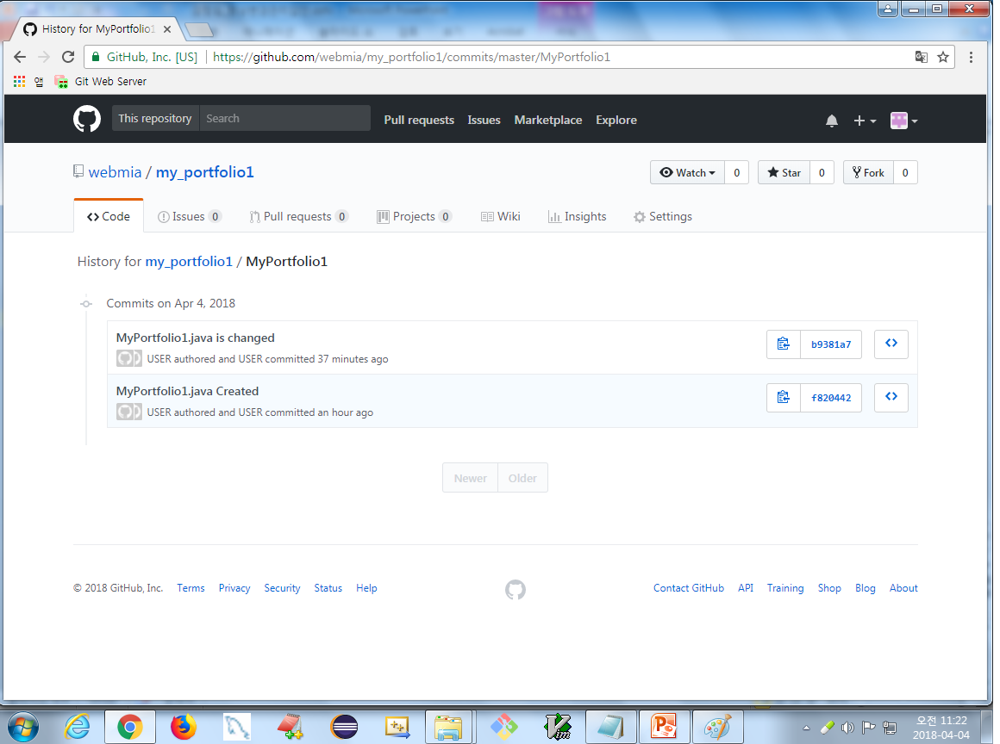 History for MyPortfolio1
GitHub, Inc. [US] | https://github.com/webmia/my_portfolio1/commits/master/MyPortfolio1
앱 Git Web Server
This repository Search Pull requests Issues Marketplace Explore
webmia / my_portfolio1 Watch 0 Star 0 Fork 0
Code Issues 0 Pull requests 0 Projects 0 Wiki Insights Settings
History for my_portfolio1 / MyPortfolio1
Commits on Apr 4, 2018
MyPortfolio1.java is changed
USER authored and USER committed 37 minutes ago
b9381a7
MyPortfolio1.java Created
USER authored and USER committed an hour ago
f820442
Newer Older
© 2018 GitHub, Inc. Terms Privacy Security Status Help Contact GitHub API Training Shop Blog About
오전 11:22
2018-04-04